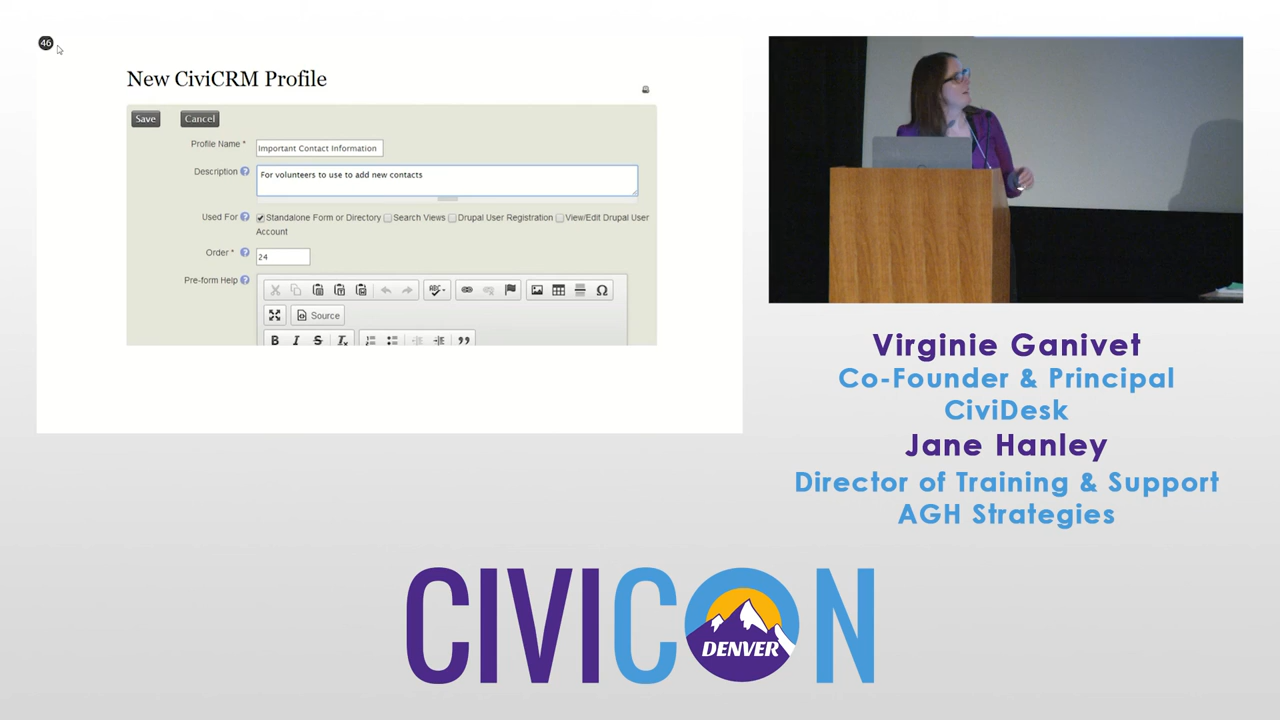 46
New CiviCRM Profile
Save Cancel
Profile Name * Important Contact Information
Description ? For volunteers to use to add new contacts
Used For ? Standalone Form or Directory Search Views Drupal User Registration View/Edit Drupal User
Account
Order * ? 24
Pre-form Help ? ABC Ω
Source
B I S Tx
Virginie Ganivet
Co-Founder & Principal
CiviDesk
Jane Hanley
Director of Training & Support
AGH Strategies
CIVICON
DENVER